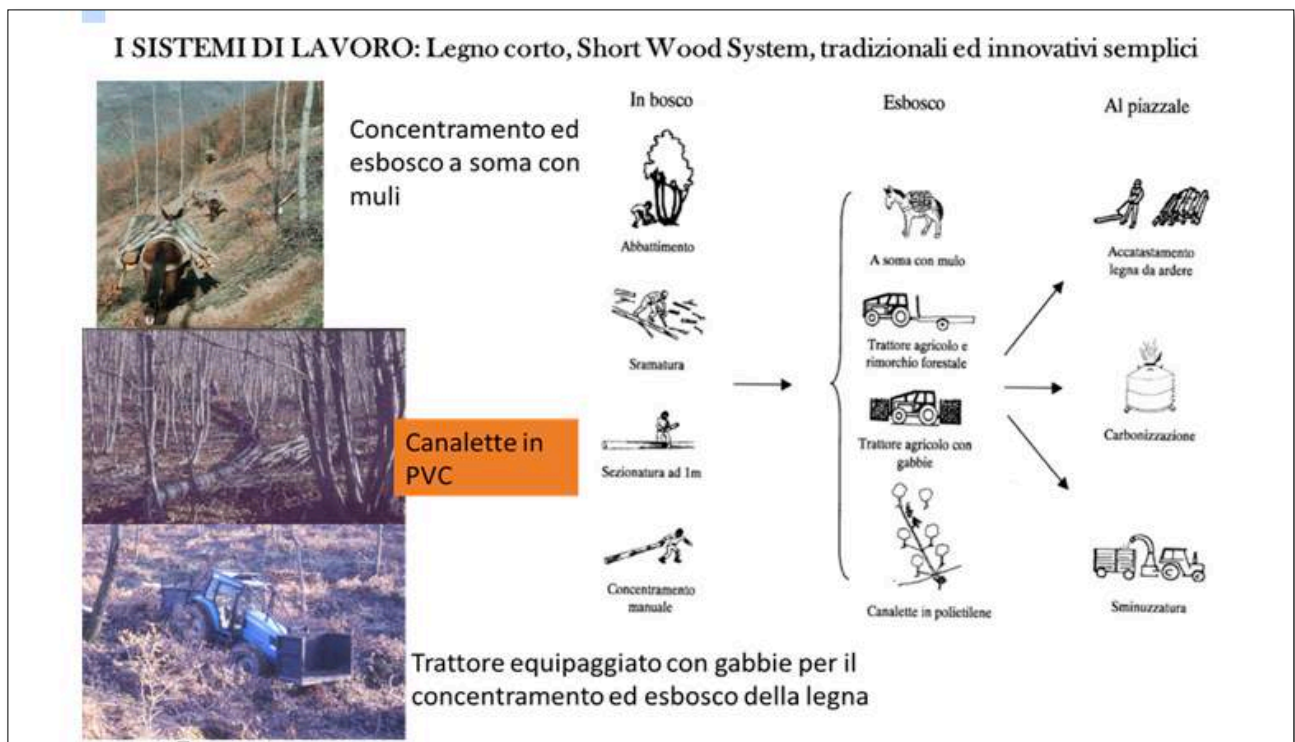 I SISTEMI DI LAVORO: Legno corto, Short Wood System, tradizionali ed innovativi semplici
Concentramento ed
esbosco a soma con
muli
Canalette in
PVC
Trattore equipaggiato con gabbie per il
concentramento ed esbosco della legna
In bosco
Abbattimento
Sramatura
Sezionatura ad 1m
Concentramento
manuale
Esbosco
A soma con mulo
Trattore agricolo e
rimorchio forestale
Trattore agricolo con
gabbie
Canalette in polietilene
Al piazzale
Accatastamento
legna da ardere
Carbonizzazione
Sminuzzatura